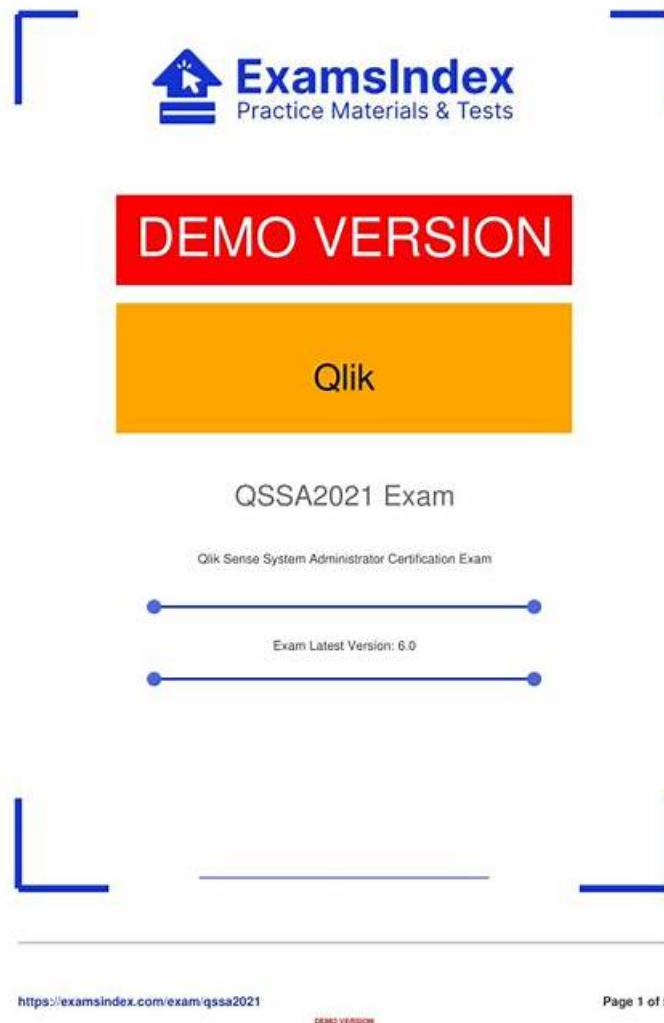 ExamsIndex
Practice Materials & Tests
DEMO VERSION
Qlik
QSSA2021 Exam
Qlik Sense System Administrator Certification Exam
Exam Latest Version: 6.0
https://examsindex.com/exam/qssa2021
Page 1 of
DEMO VERSION